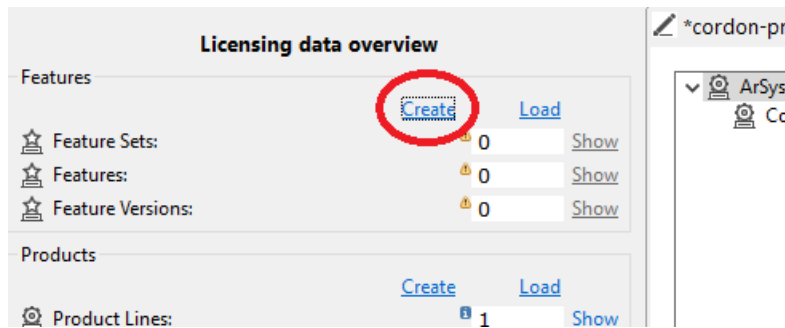 Licensing data overview
Features
Create Load
Feature Sets: 0 Show
Features: 0 Show
Feature Versions: 0 Show
Products
Create Load
Product Lines: 1 Show
*cordon-pr
ArSys
Co